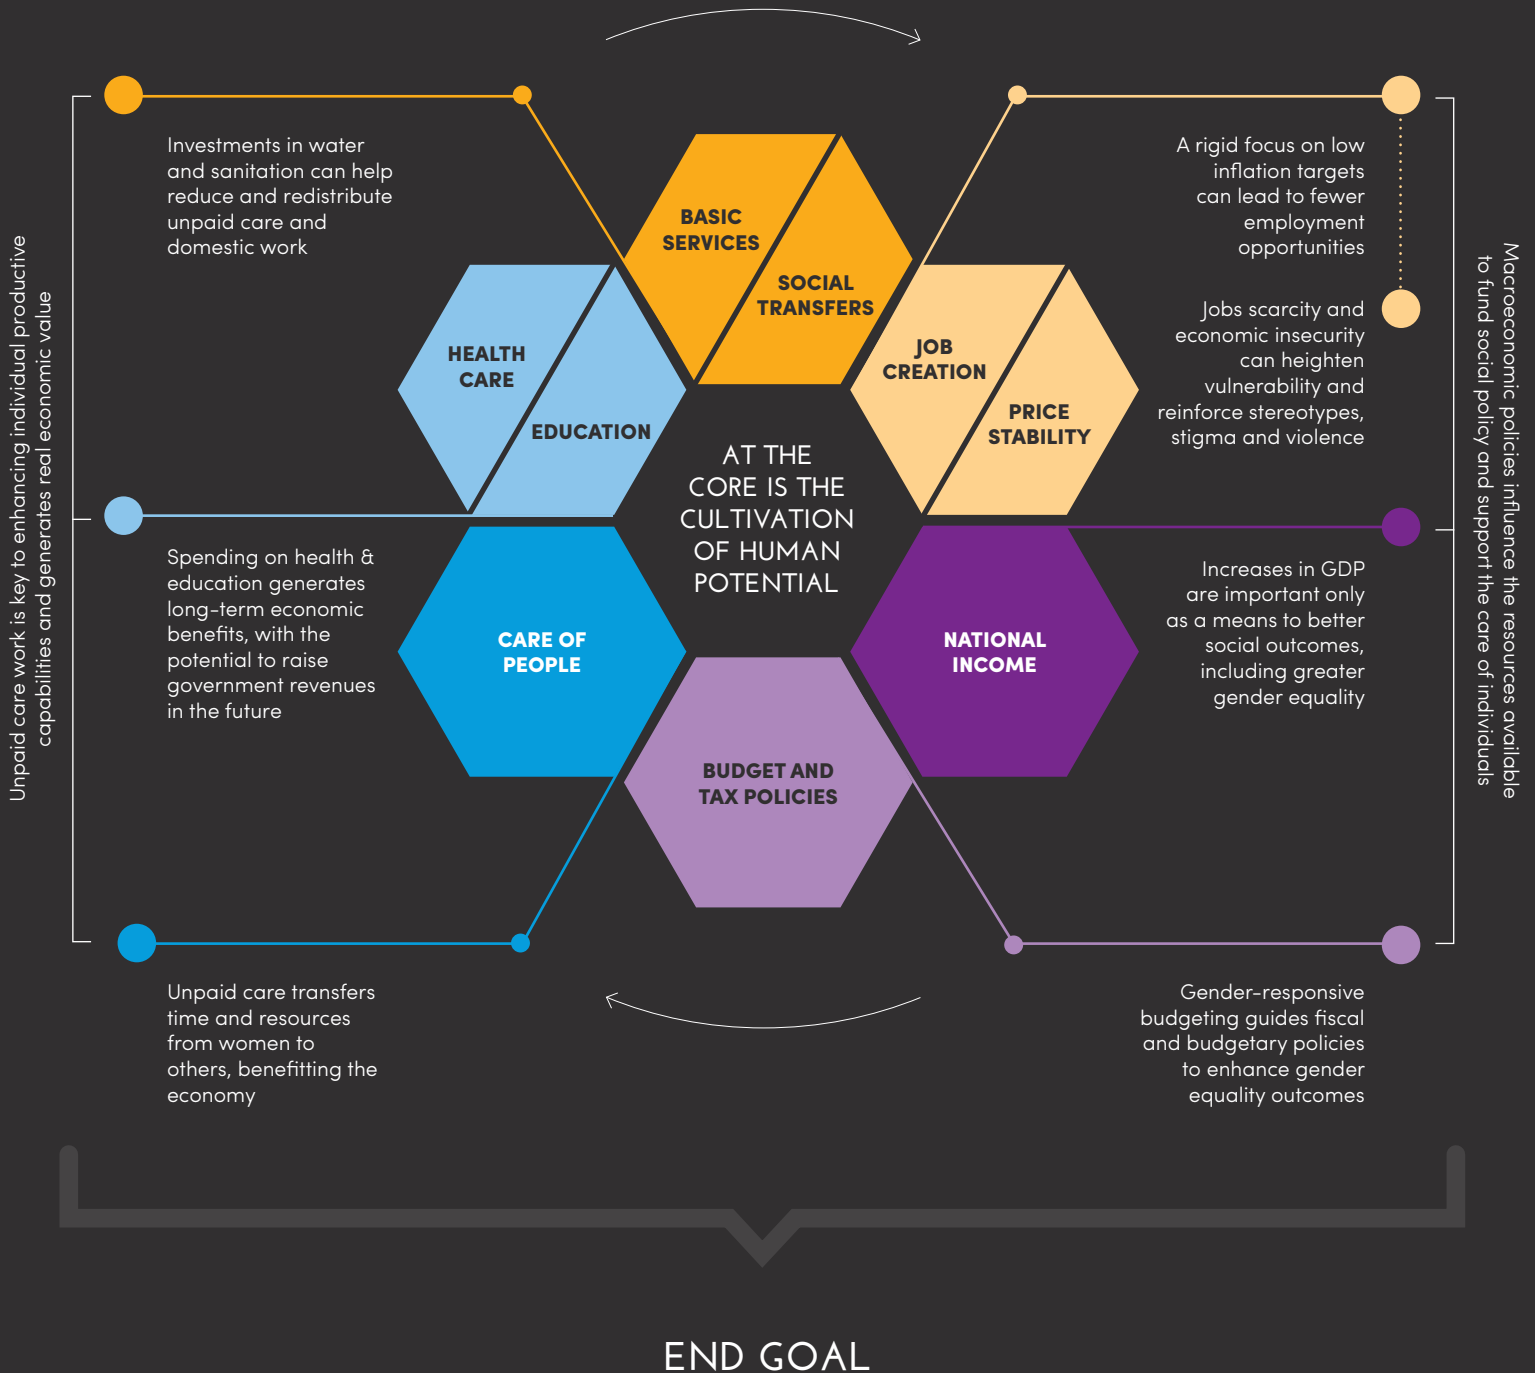 Investments in water
and sanitation can help
reduce and redistribute
unpaid care and
domestic work
A rigid focus on low
inflation targets
can lead to fewer
employment
opportunities
Jobs scarcity and
economic insecurity
can heighten
vulnerability and
reinforce stereotypes,
stigma and violence
BASIC
SERVICES
SOCIAL
TRANSFERS
HEALTH
CARE
EDUCATION
JOB
CREATION
PRICE
STABILITY
AT THE
CORE IS THE
CULTIVATION
OF HUMAN
POTENTIAL
Unpaid care work is key to enhancing individual productive
capabilities and generates real economic value
Macroeconomic policies influence the resources available
to fund social policy and support the care of individuals
Spending on health &
education generates
long-term economic
benefits, with the
potential to raise
government revenues
in the future
CARE OF
PEOPLE
NATIONAL
INCOME
Increases in GDP
are important only
as a means to better
social outcomes,
including greater
gender equality
BUDGET AND
TAX POLICIES
Unpaid care transfers
time and resources
from women to
others, benefitting the
economy
Gender-responsive
budgeting guides fiscal
and budgetary policies
to enhance gender
equality outcomes
END GOAL